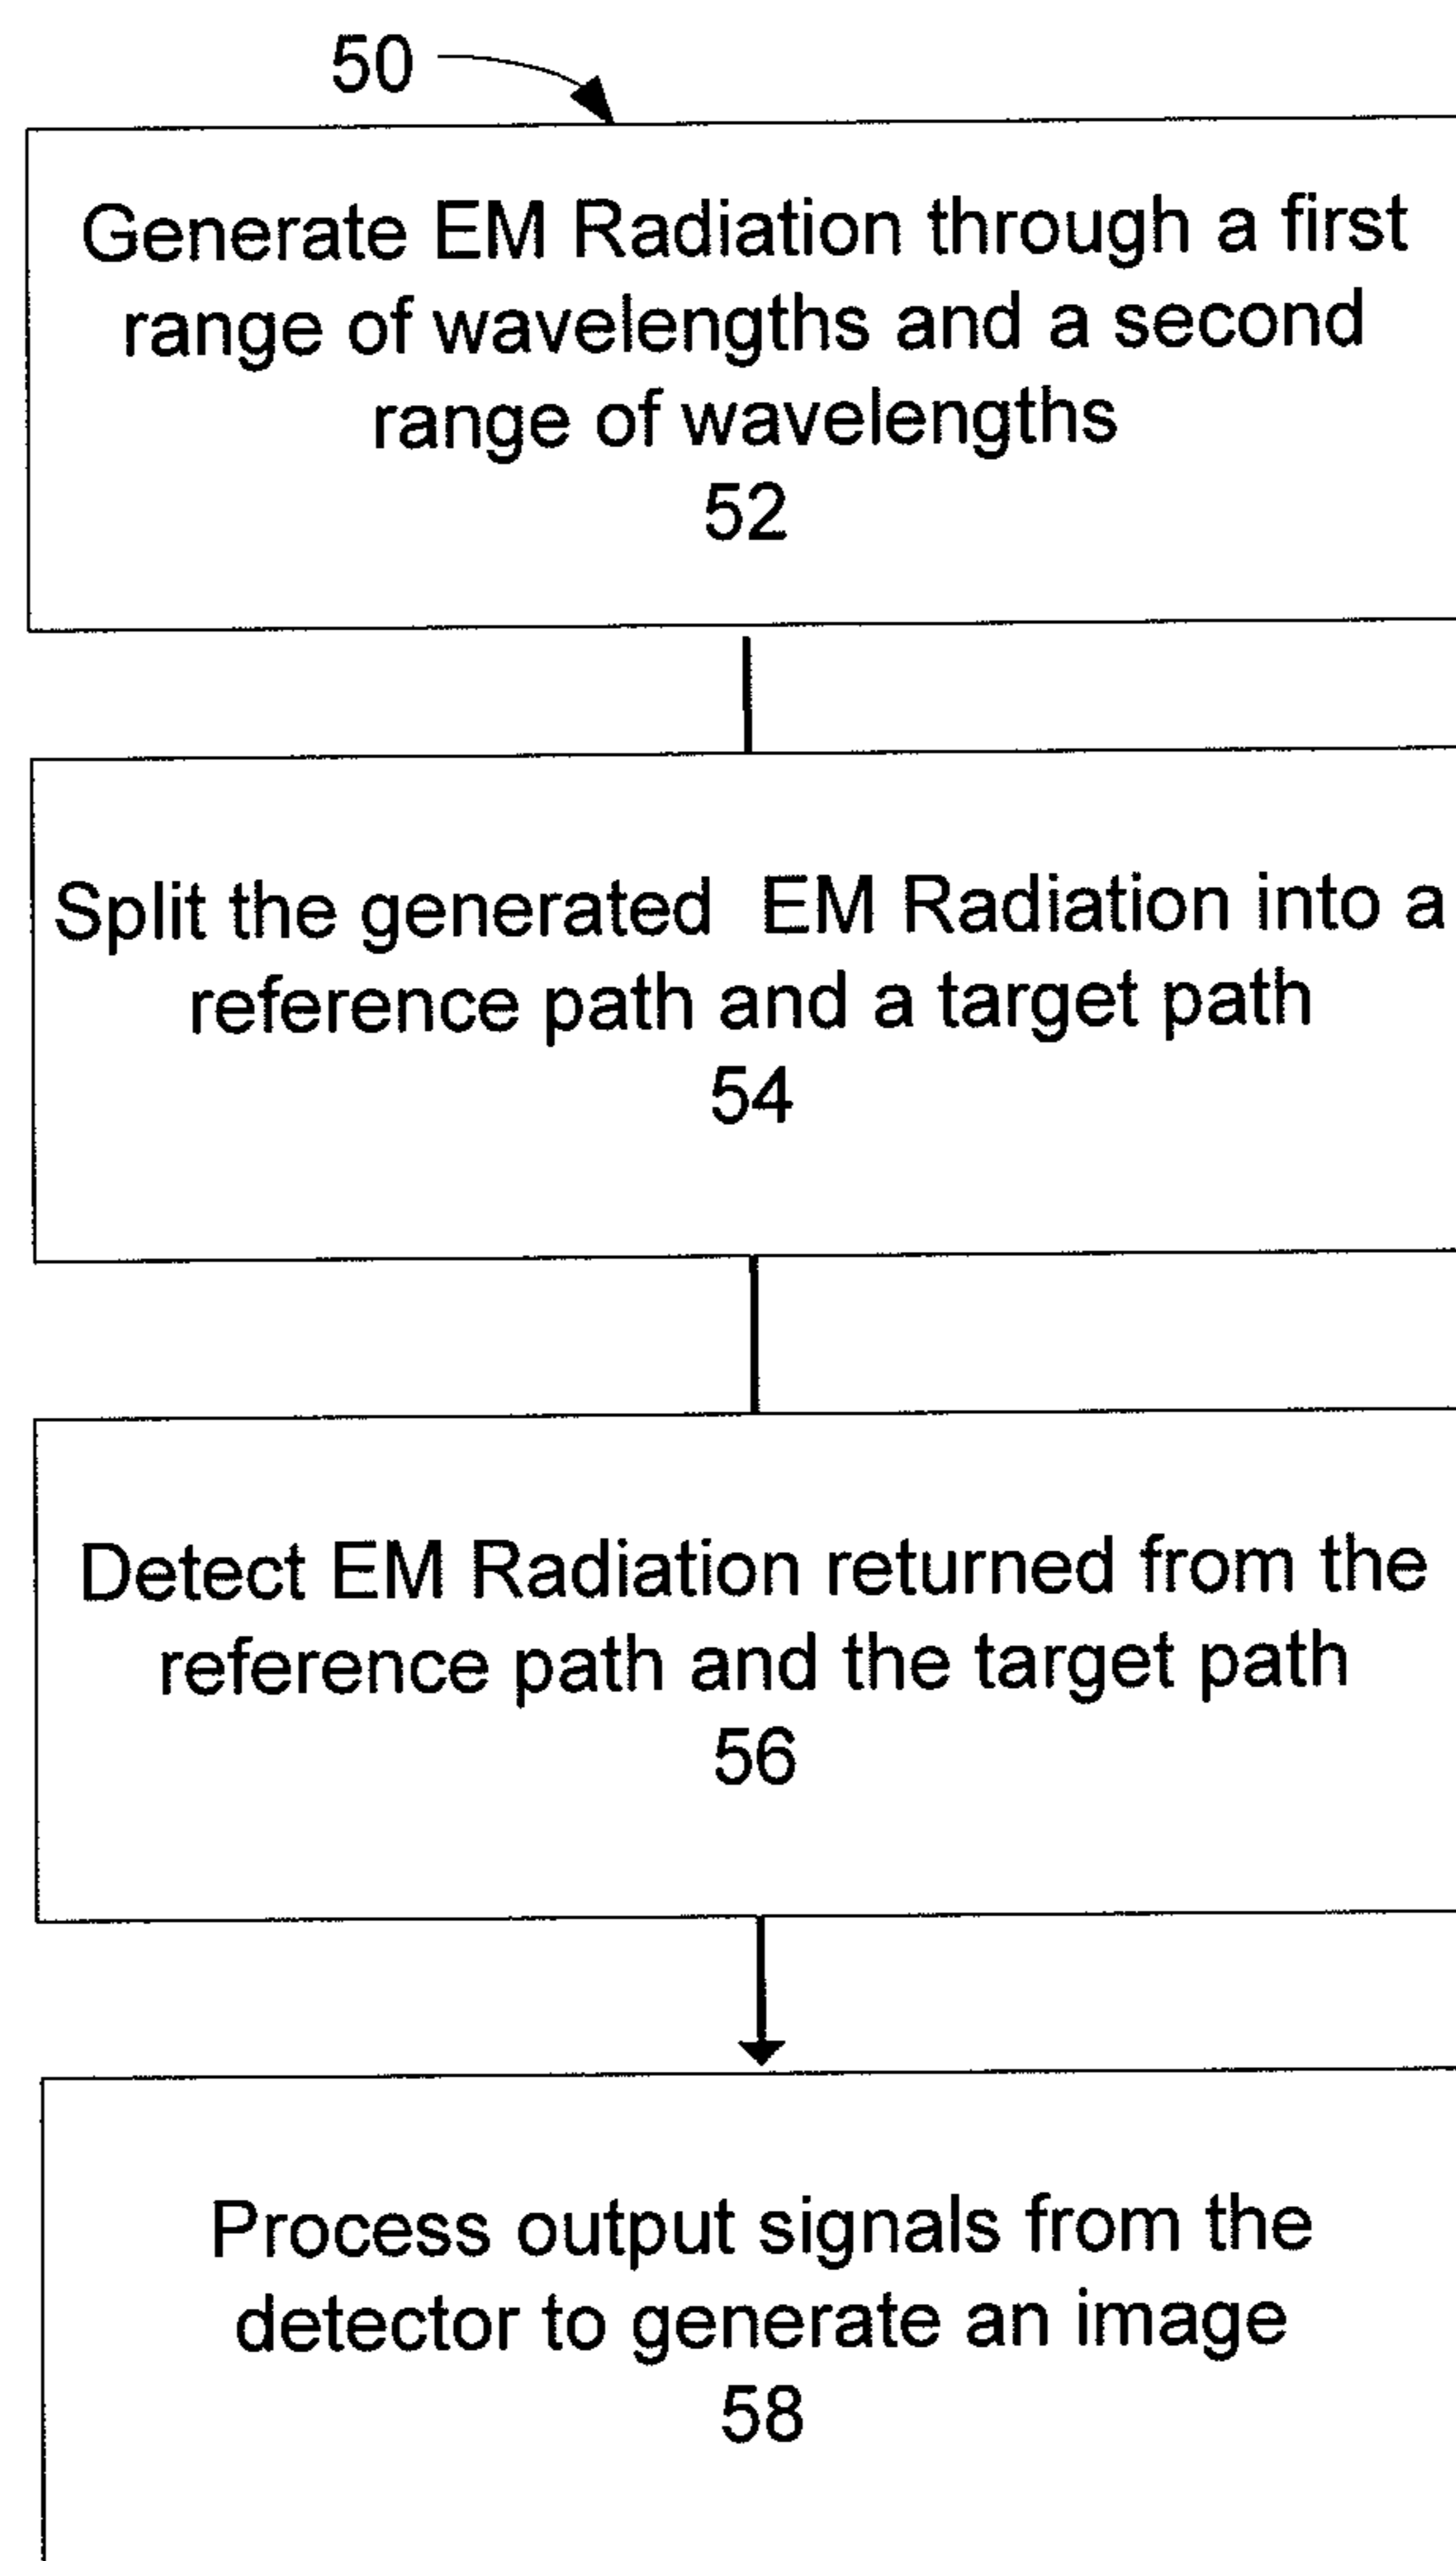 50
Generate EM Radiation through a first
range of wavelengths and a second
range of wavelengths
52
Split the generated EM Radiation into a
reference path and a target path
54
Detect EM Radiation returned from the
reference path and the target path
56
Process output signals from the
detector to generate an image
58